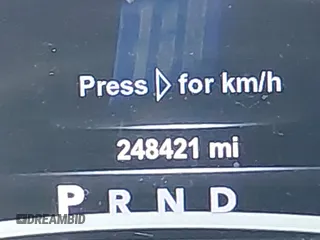 Press ▷ for km/h
248421 mi
P R N D
DREAMBID